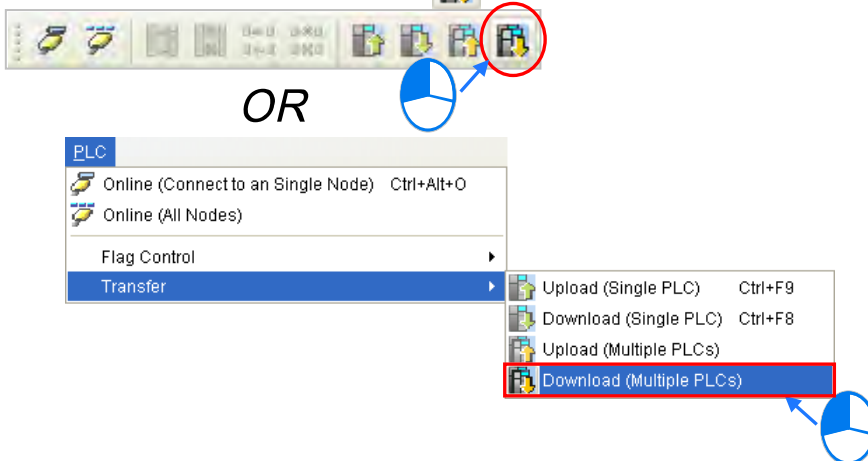 OR
PLC
Online (Connect to an Single Node) Ctrl+Alt+O
Online (All Nodes)
Flag Control
Transfer
Upload (Single PLC) Ctrl+F9
Download (Single PLC) Ctrl+F8
Upload (Multiple PLCs)
Download (Multiple PLCs)